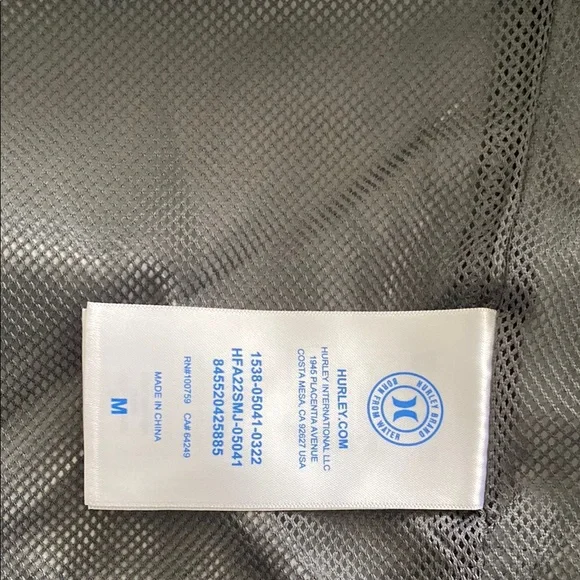 HURLEY BRAND
BORN FROM WATER
HURLEY.COM
HURLEY INTERNATIONAL LLC
1945 PLACENTIA AVENUE
COSTA MESA, CA 92627 USA
1538-05041-0322
HFA22SMJ-05041
845520425885
RN#100759 CA# 64249
MADE IN CHINA
M